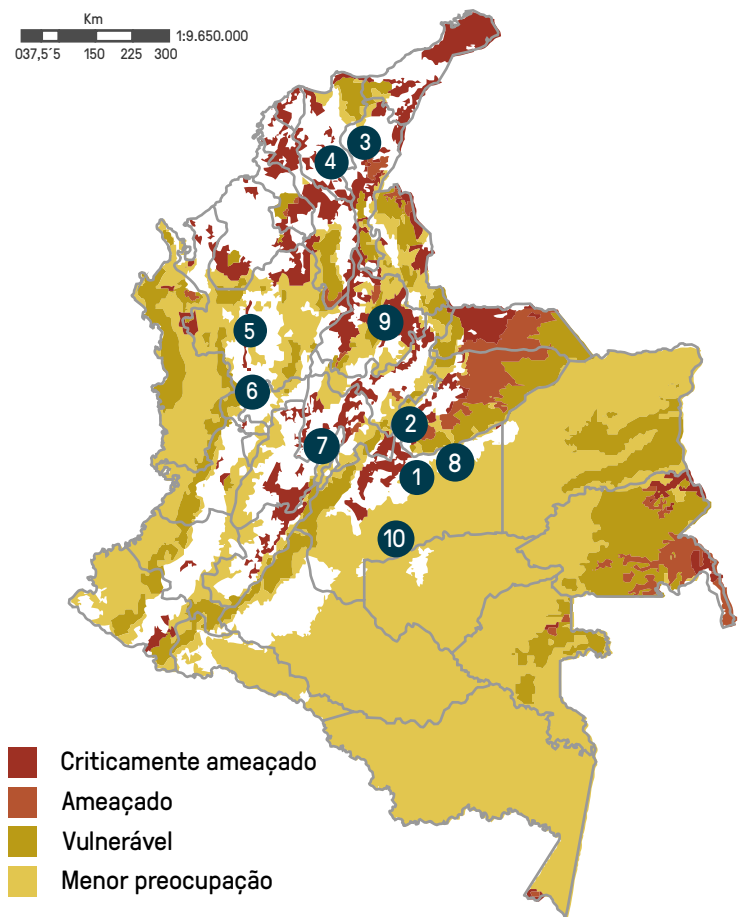 Km
1:9.650.000
037,5´5 150 225 300
3
4
9
5
6
2
7
8
1
10
Criticamente ameaçado
Ameaçado
Vulnerável
Menor preocupação